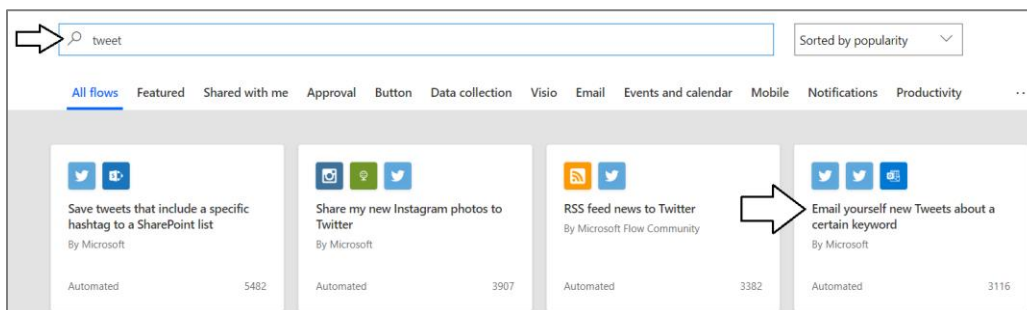 tweet
Sorted by popularity
All flows Featured Shared with me Approval Button Data collection Visio Email Events and calendar Mobile Notifications Productivity ...
Save tweets that include a specific
hashtag to a SharePoint list
By Microsoft
Automated 5482
Share my new Instagram photos to
Twitter
By Microsoft
Automated 3907
RSS feed news to Twitter
By Microsoft Flow Community
Automated 3382
Email yourself new Tweets about a
certain keyword
By Microsoft
Automated 3116